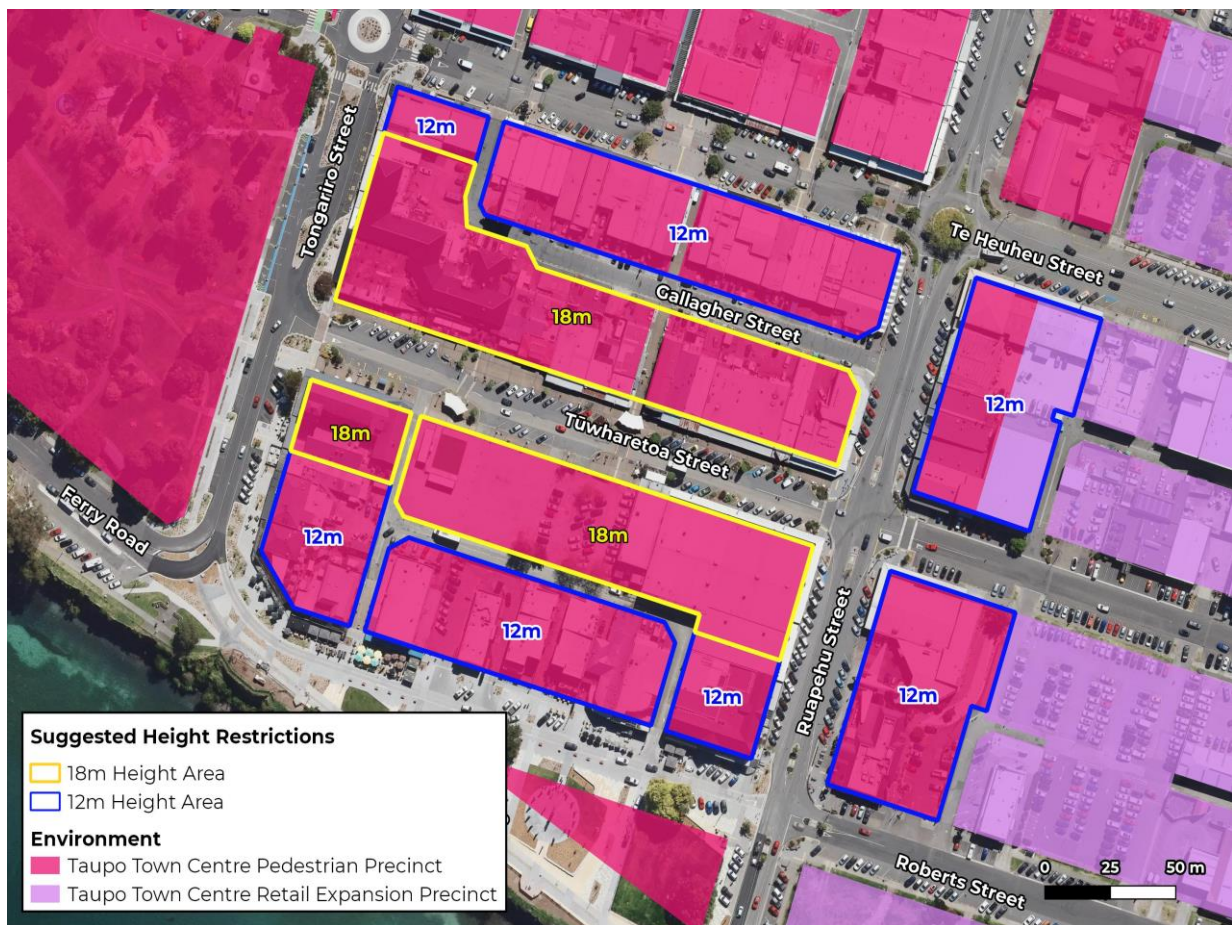 12m
Tongariro Street
12m
Te Heuheu Street
Gallagher Street
18m
12m
18m
Tūwharetoa Street
Ferry Road
12m
18m
12m
12m
12m
Ruapehu Street
Roberts Street
0 25 50 m
Suggested Height Restrictions
18m Height Area
12m Height Area
Environment
Taupo Town Centre Pedestrian Precinct
Taupo Town Centre Retail Expansion Precinct